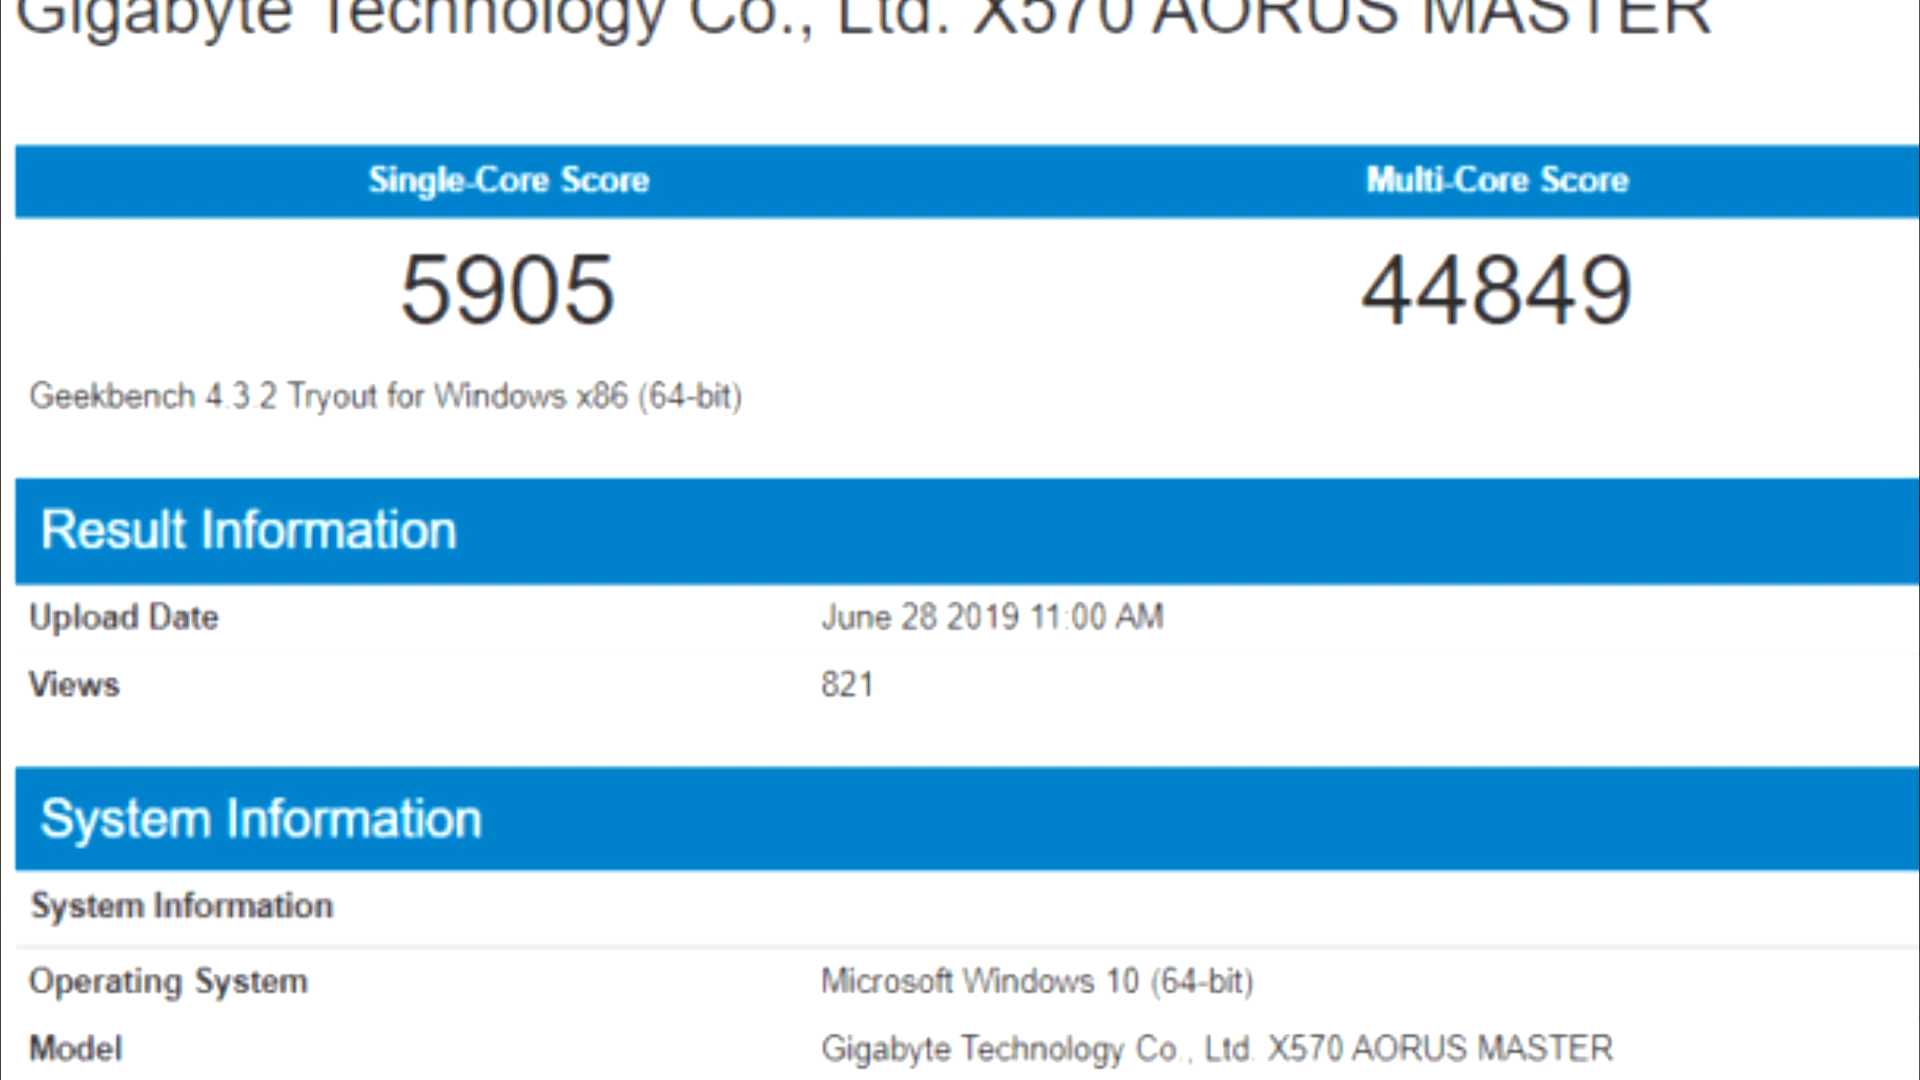 Gigabyte Technology Co., Ltd. X570 AORUS MASTER
Single-Core Score Multi-Core Score
5905 44849
Geekbench 4.3.2 Tryout for Windows x86 (64-bit)
Result Information
Upload Date June 28 2019 11:00 AM
Views 821
System Information
System Information
Operating System Microsoft Windows 10 (64-bit)
Model Gigabyte Technology Co., Ltd. X570 AORUS MASTER